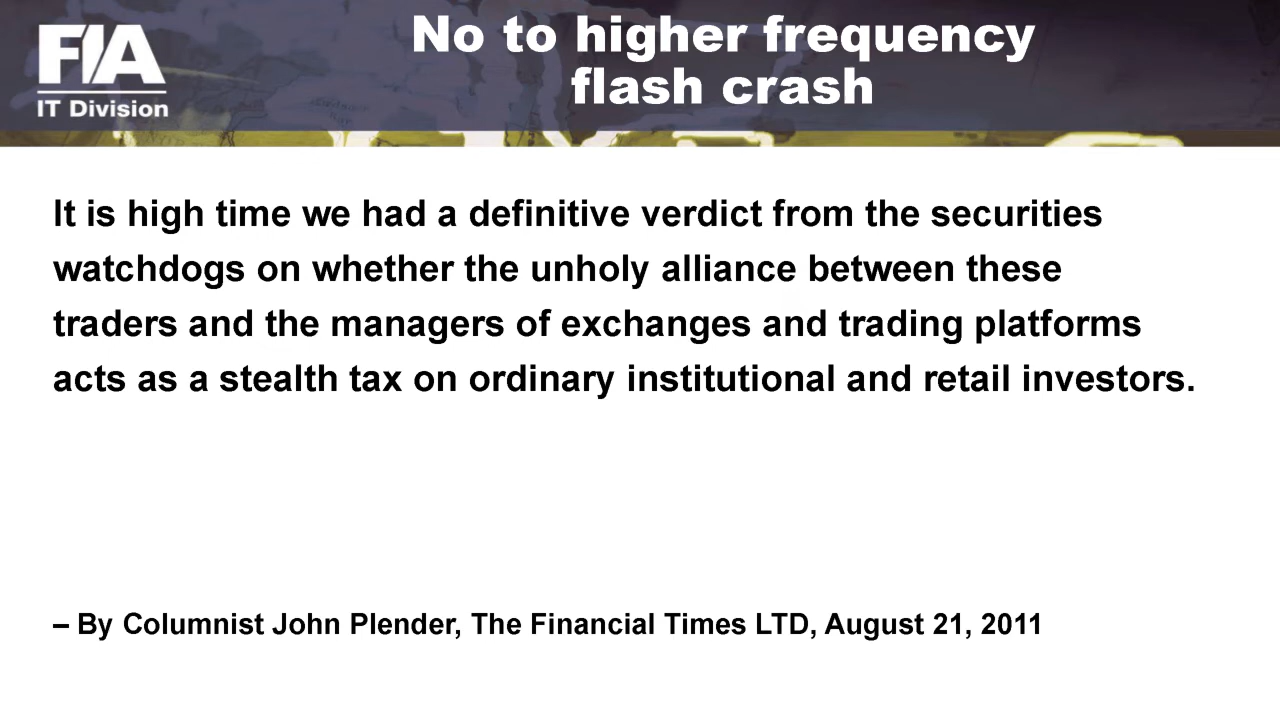 FIA
IT Division
No to higher frequency
flash crash
It is high time we had a definitive verdict from the securities
watchdogs on whether the unholy alliance between these
traders and the managers of exchanges and trading platforms
acts as a stealth tax on ordinary institutional and retail investors.
– By Columnist John Plender, The Financial Times LTD, August 21, 2011